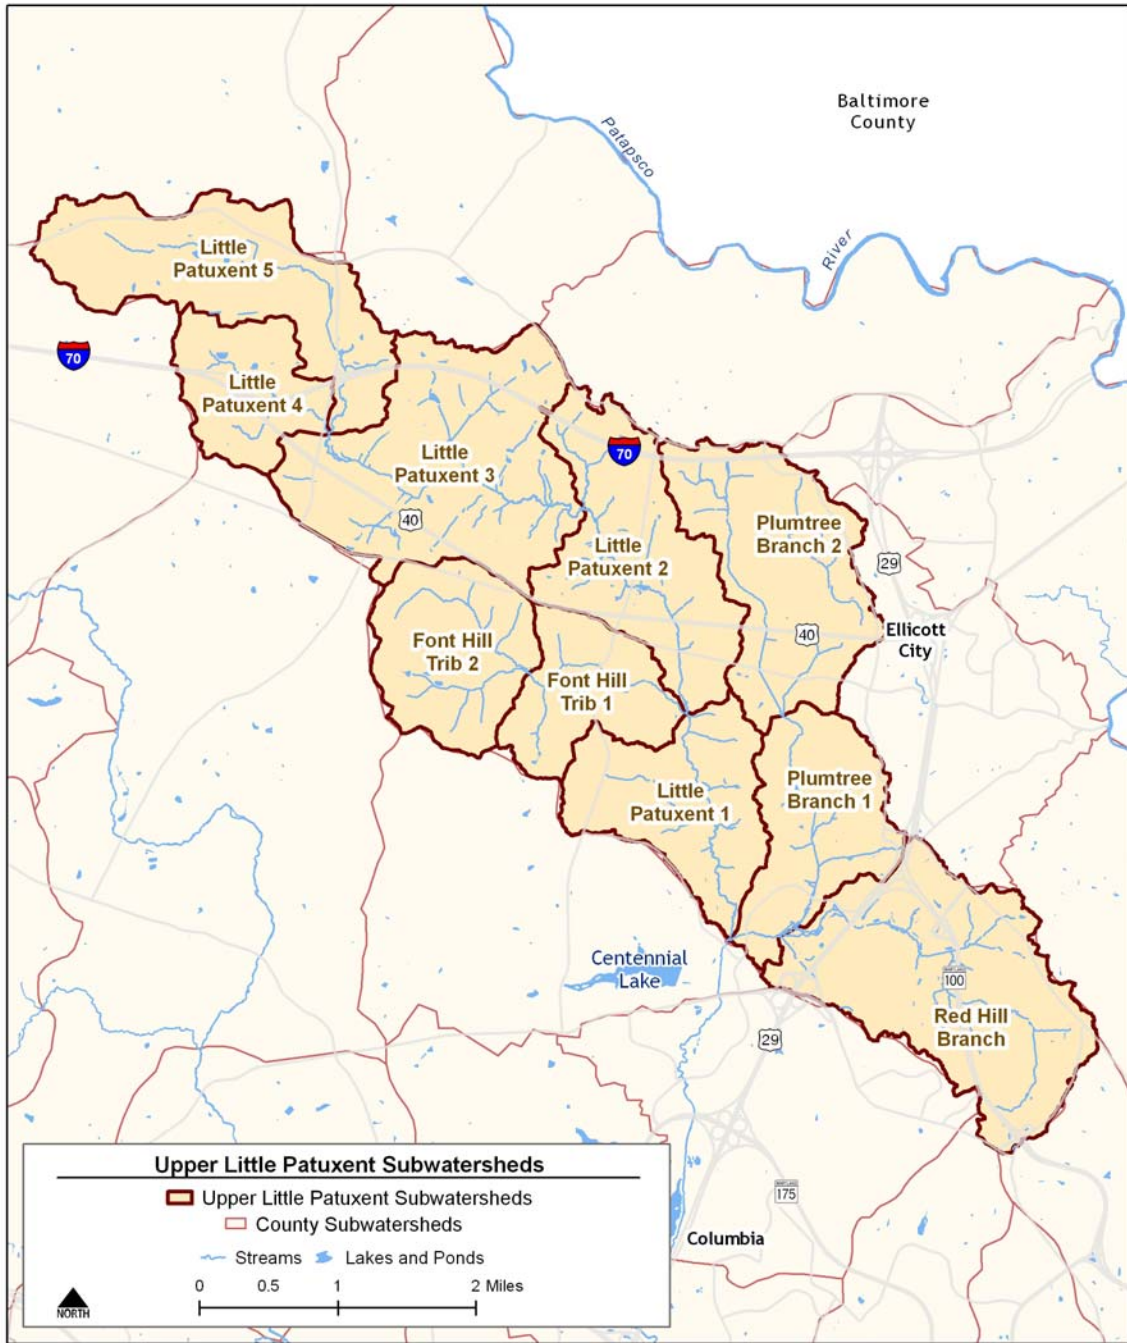 Baltimore
County
Patapsco
River
Little
Patuxent 5
70
Little
Patuxent 4
Little
Patuxent 3
70
40
Plumtree
Branch 2
Little
Patuxent 2
29
40
Ellicott
City
Font Hill
Trib 2
Font Hill
Trib 1
Little
Patuxent 1
Plumtree
Branch 1
Centennial
Lake
MARYLAND
100
Red Hill
Branch
29
MARYLAND
175
Columbia
Upper Little Patuxent Subwatersheds
Upper Little Patuxent Subwatersheds
County Subwatersheds
Streams Lakes and Ponds
0 0.5 1 2 Miles
NORTH